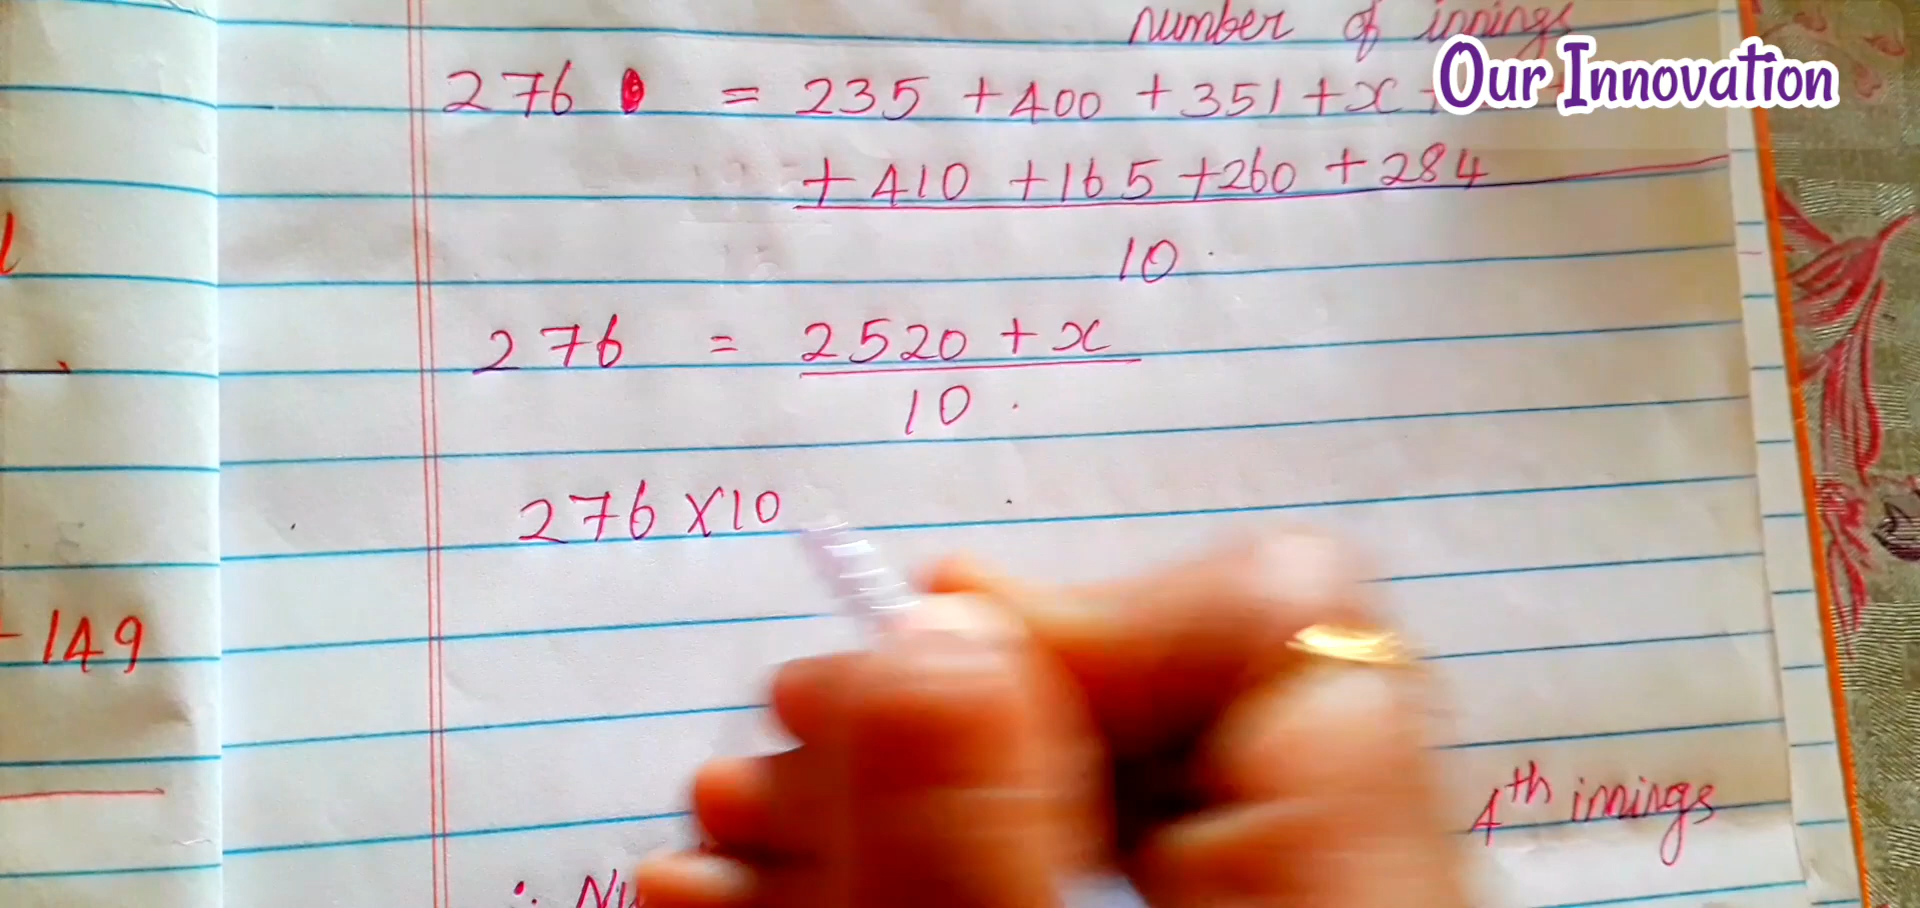 number of innings
Our Innovation
276 = 235 + 400 + 351 + x
+ 410 + 165 + 260 + 284
10
276 = 2520 + x
10
276 × 10
- 149
4th innings
∴